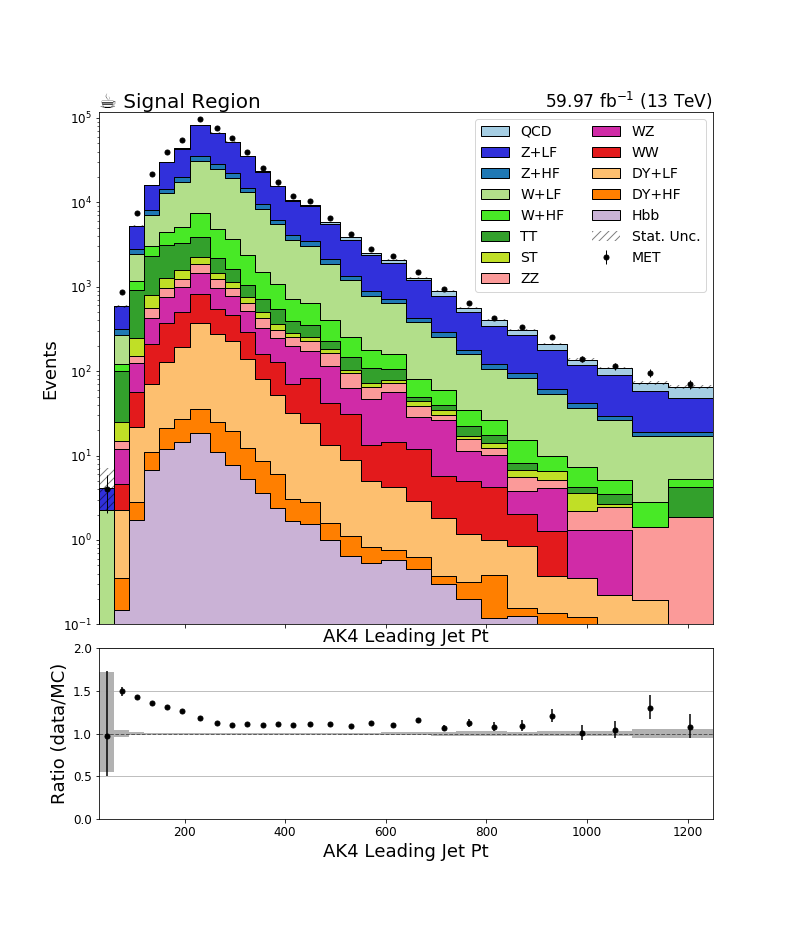 ☕ Signal Region 59.97 fb⁻¹ (13 TeV)
QCD WZ
Z+LF WW
Z+HF DY+LF
W+LF DY+HF
W+HF Hbb
TT Stat. Unc.
ST MET
ZZ
Events
10⁵
10⁴
10³
10²
10¹
10⁰
10⁻¹
AK4 Leading Jet Pt
Ratio (data/MC)
2.0
1.5
1.0
0.5
0.0
200 400 600 800 1000 1200
AK4 Leading Jet Pt